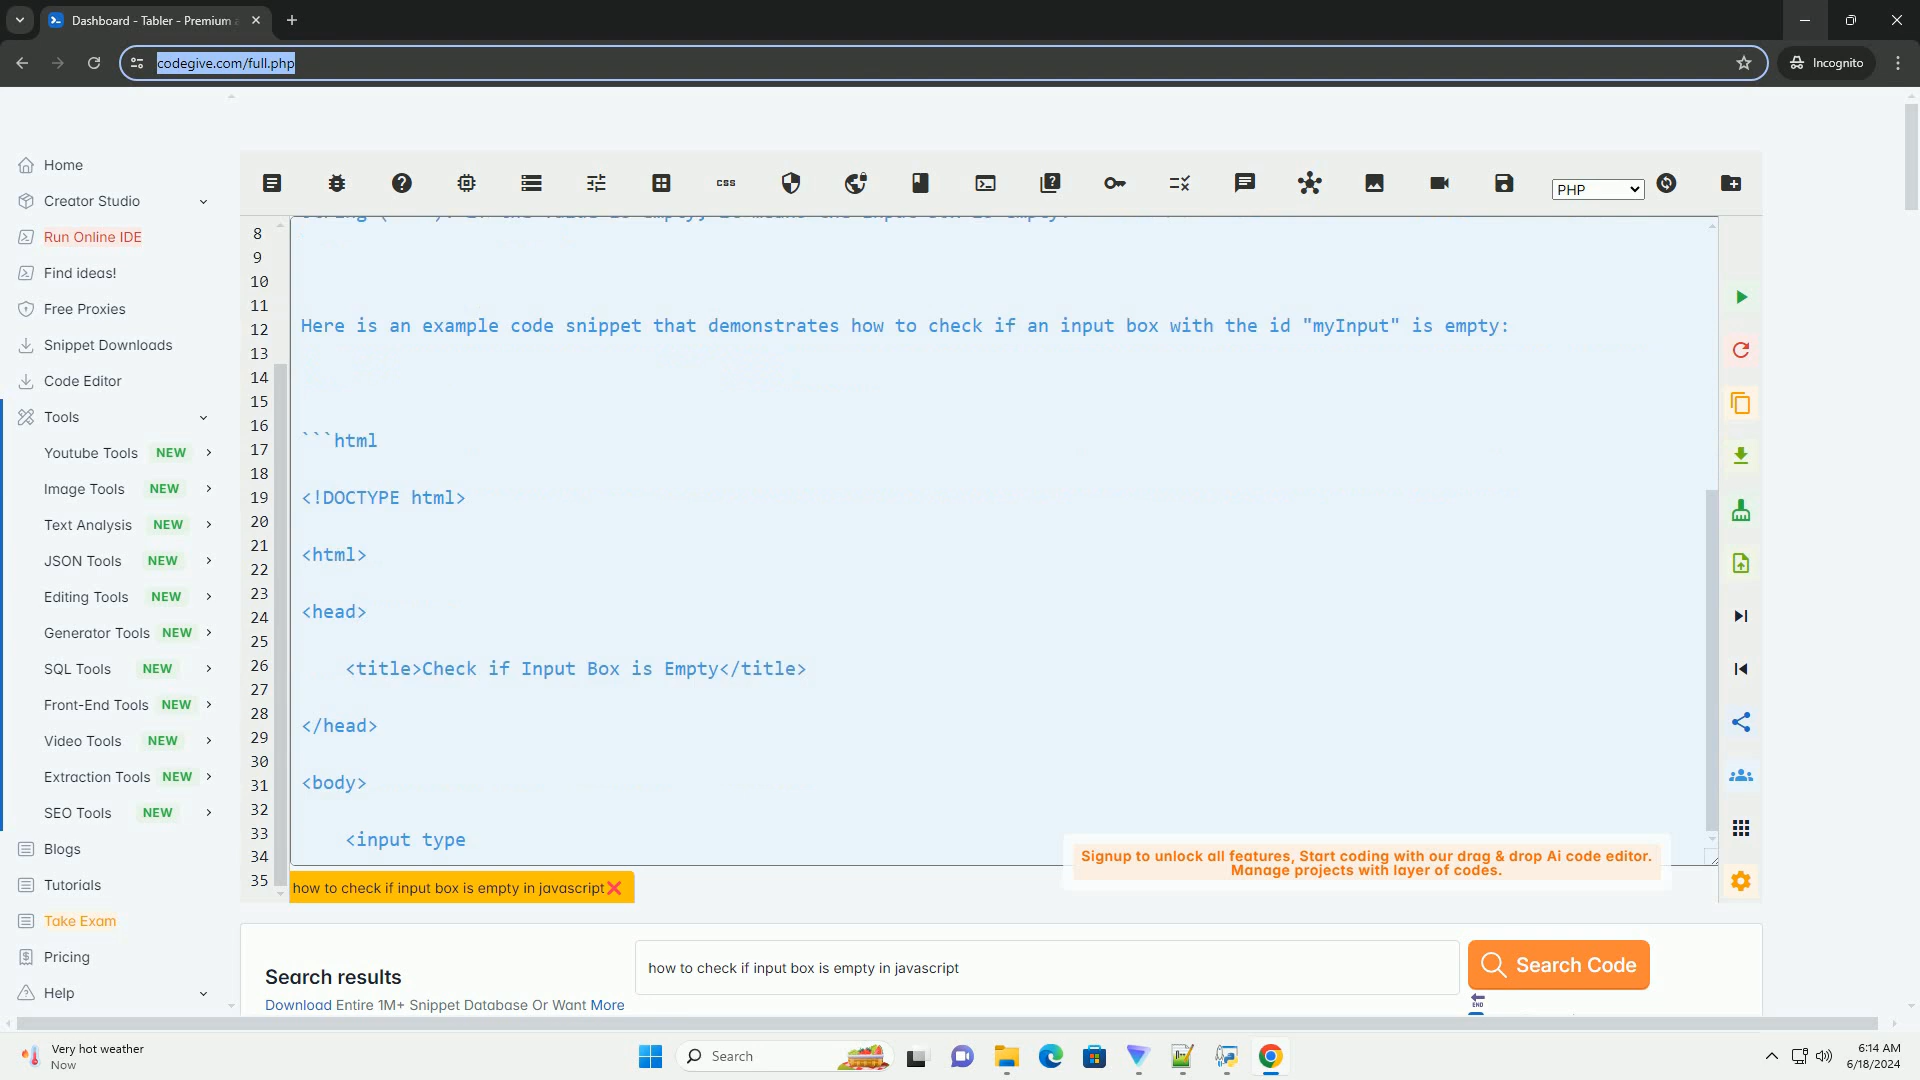 Dashboard - Tabler - Premium
codegive.com/full.php
Incognito
Home
Creator Studio
Run Online IDE
Find ideas!
Free Proxies
Snippet Downloads
Code Editor
Tools
Youtube Tools NEW
Image Tools NEW
Text Analysis NEW
JSON Tools NEW
Editing Tools NEW
Generator Tools NEW
SQL Tools NEW
Front-End Tools NEW
Video Tools NEW
Extraction Tools NEW
SEO Tools NEW
Blogs
Tutorials
Take Exam
Pricing
Help
css
PHP
8
9
10
11
12
13
14
15
16
17
18
19
20
21
22
23
24
25
26
27
28
29
30
31
32
33
34
35
Here is an example code snippet that demonstrates how to check if an input box with the id "myInput" is empty:
```html
<!DOCTYPE html>
<html>
<head>
<title>Check if Input Box is Empty</title>
</head>
<body>
<input type
Signup to unlock all features, Start coding with our drag & drop Ai code editor.
Manage projects with layer of codes.
how to check if input box is empty in javascript
Search results
Download Entire 1M+ Snippet Database Or Want More
how to check if input box is empty in javascript
Search Code
END
Very hot weather
Now
Search
6:14 AM
6/18/2024